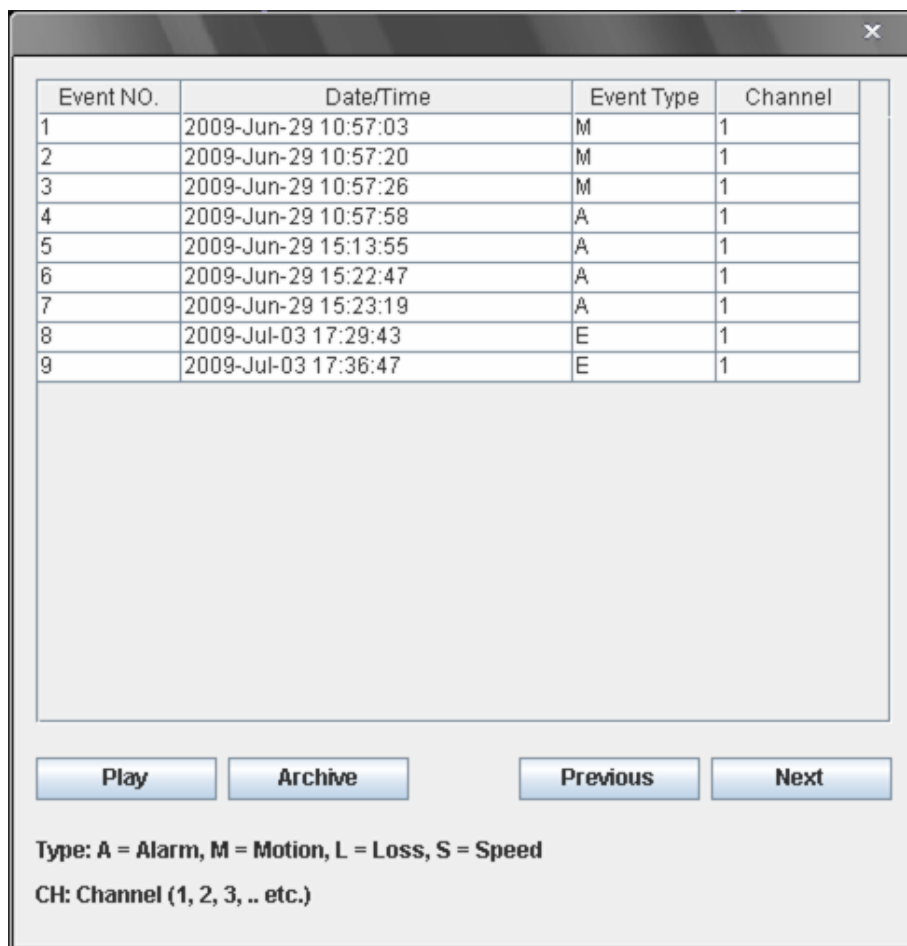 Event NO. Date/Time Event Type Channel
1 2009-Jun-29 10:57:03 M 1
2 2009-Jun-29 10:57:20 M 1
3 2009-Jun-29 10:57:26 M 1
4 2009-Jun-29 10:57:58 A 1
5 2009-Jun-29 15:13:55 A 1
6 2009-Jun-29 15:22:47 A 1
7 2009-Jun-29 15:23:19 A 1
8 2009-Jul-03 17:29:43 E 1
9 2009-Jul-03 17:36:47 E 1
Play Archive Previous Next
Type: A = Alarm, M = Motion, L = Loss, S = Speed
CH: Channel (1, 2, 3, .. etc.)